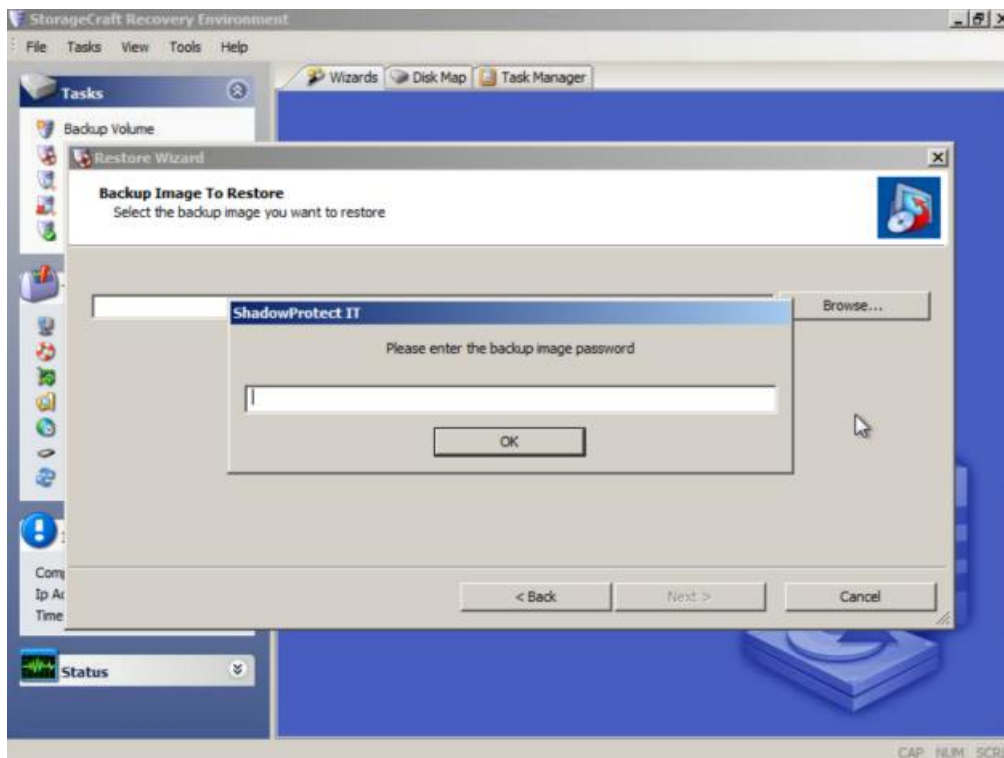 StorageCraft Recovery Environment
File Tasks View Tools Help
Wizards Disk Map Task Manager
Tasks
Backup Volume
Restore Wizard
Backup Image To Restore
Select the backup image you want to restore
Browse...
ShadowProtect IT
Please enter the backup image password
OK
Ip
Time
< Back Next > Cancel
Status
CAP NUM